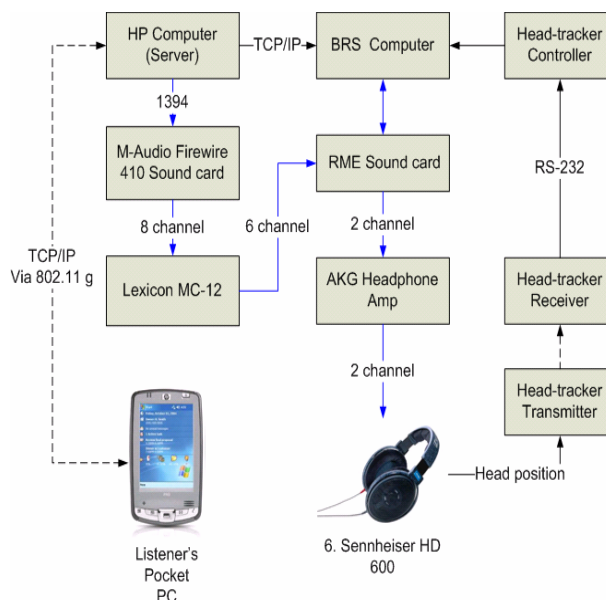 HP Computer
(Server)
TCP/IP
BRS Computer
Head-tracker
Controller
1394
M-Audio Firewire
410 Sound card
RME Sound card
RS-232
8 channel
6 channel
2 channel
TCP/IP
Via 802.11 g
Lexicon MC-12
AKG Headphone
Amp
Head-tracker
Receiver
2 channel
Head-tracker
Transmitter
Head position
Listener's
Pocket
PC
6. Sennheiser HD
600